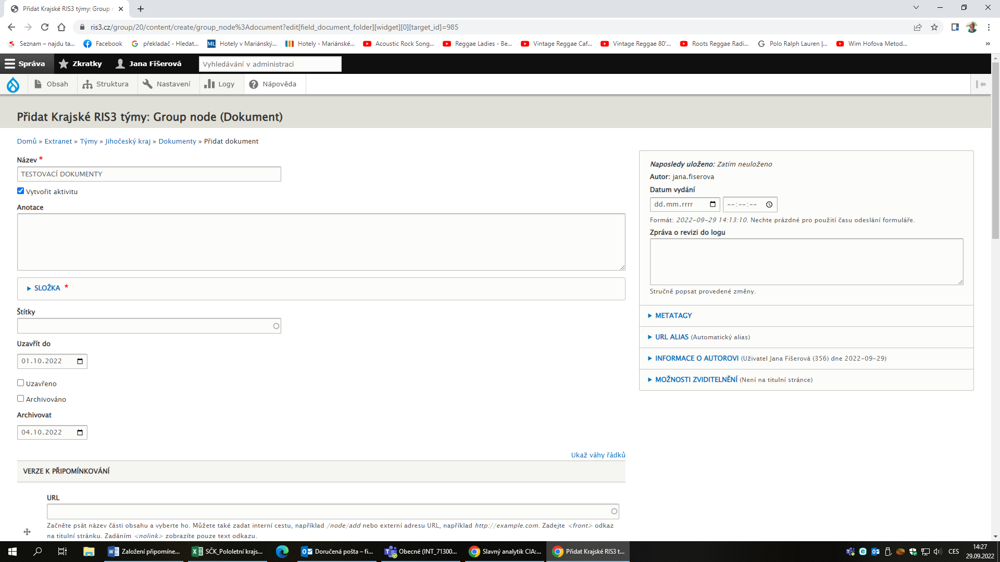 Přidat Krajské RIS3 týmy: Group n
ris3.cz/group/20/content/create/group_node%3Adocument?edit[field_document_folder][widget][0][target_id]=985
Seznam – najdu ta...
Facebook
překladač - Hledat...
Hotely v Mariánský...
Hotely - Mariánské...
Acoustic Rock Song...
Reggae Ladies - Be...
Vintage Reggae Caf...
Vintage Reggae 80'...
Roots Reggae Radi...
Polo Ralph Lauren |...
Wim Hofova Metod...
»
Správa
Zkratky
Jana Fišerová
Vyhledávání v administraci
Obsah
Struktura
Nastavení
Logy
Nápověda
Přidat Krajské RIS3 týmy: Group node (Dokument)
Domů » Extranet » Týmy » Jihočeský kraj » Dokumenty » Přidat dokument
Název *
TESTOVACÍ DOKUMENTY
Vytvořit aktivitu
Anotace
SLOŽKA *
Štítky
Uzavřít do
01.10.2022
Uzavřeno
Archivováno
Archivovat
04.10.2022
Ukaž váhy řádků
VERZE K PŘIPOMÍNKOVÁNÍ
URL
Začněte psát název části obsahu a vyberte ho. Můžete také zadat interní cestu, například /node/add nebo externí adresu URL, například http://example.com. Zadejte <front> odkaz
na titulní stránku. Zadáním <nolink> zobrazíte pouze text odkazu.
Naposledy uloženo: Zatím neuloženo
Autor: jana.fiserova
Datum vydání
dd.mm.rrrr
--:--:--
Formát: 2022-09-29 14:13:10. Nechte prázdné pro použití času odeslání formuláře.
Zpráva o revizi do logu
Stručně popsat provedené změny.
METATAGY
URL ALIAS (Automatický alias)
INFORMACE O AUTOROVI (Uživatel Jana Fišerová (356) dne 2022-09-29)
MOŽNOSTI ZVIDITELNĚNÍ (Není na titulní stránce)
Založení připomíne...
SČK_Pololetní krajs...
Doručená pošta – fi...
Obecné (INT_71300...
Slavný analytik CIA:...
Přidat Krajské RIS3 t...
CES
14:27
29.09.2022